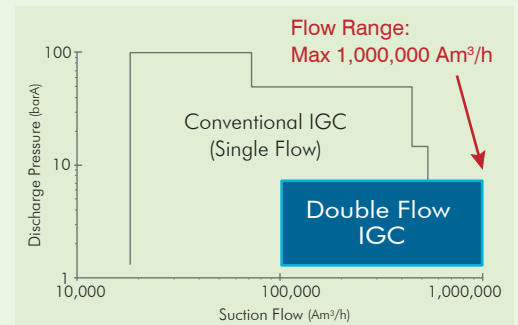 Flow Range:
Max 1,000,000 Am³/h
100
Conventional IGC
(Single Flow)
10
Double Flow
IGC
1
Discharge Pressure (barA)
10,000
100,000
1,000,000
Suction Flow (Am³/h)